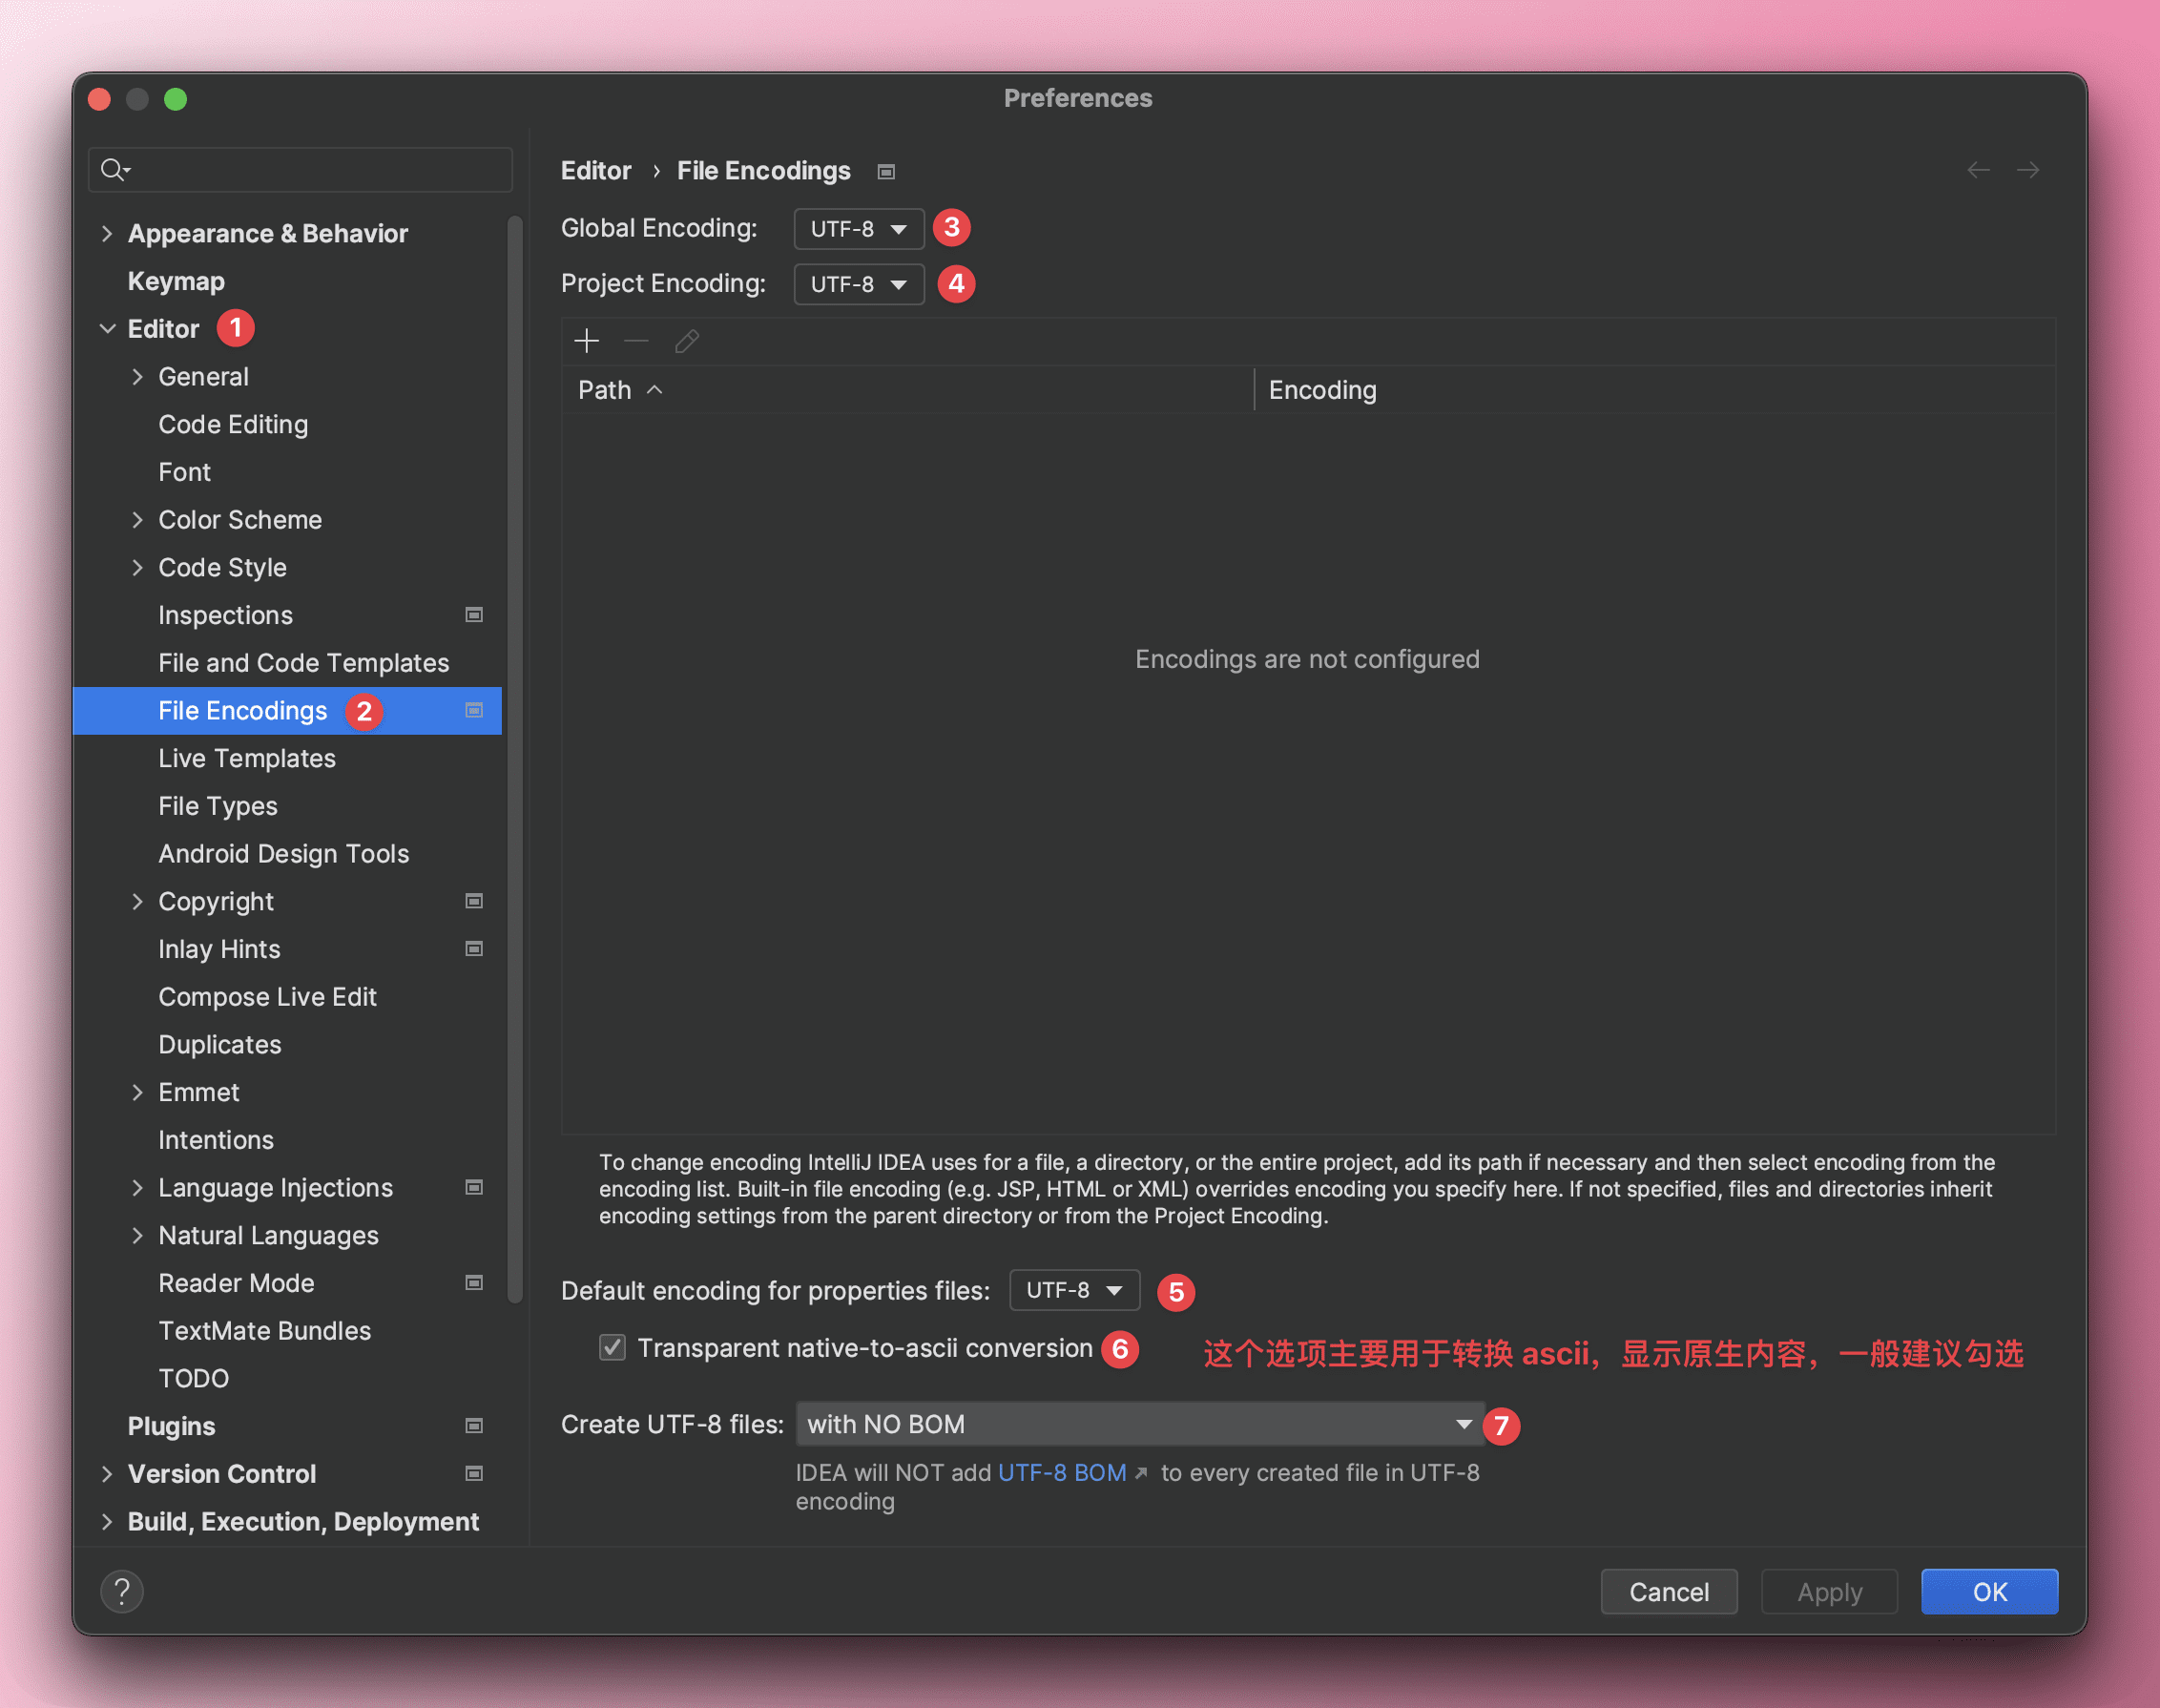 Preferences
Appearance & Behavior
Keymap
Editor 1
General
Code Editing
Font
Color Scheme
Code Style
Inspections
File and Code Templates
File Encodings 2
Live Templates
File Types
Android Design Tools
Copyright
Inlay Hints
Compose Live Edit
Duplicates
Emmet
Intentions
Language Injections
Natural Languages
Reader Mode
TextMate Bundles
TODO
Plugins
Version Control
Build, Execution, Deployment
?
Editor › File Encodings
Global Encoding: UTF-8 3
Project Encoding: UTF-8 4
Path Encoding
Encodings are not configured
To change encoding IntelliJ IDEA uses for a file, a directory, or the entire project, add its path if necessary and then select encoding from the
encoding list. Built-in file encoding (e.g. JSP, HTML or XML) overrides encoding you specify here. If not specified, files and directories inherit
encoding settings from the parent directory or from the Project Encoding.
Default encoding for properties files: UTF-8 5
Transparent native-to-ascii conversion 6 这个选项主要用于转换 ascii，显示原生内容，一般建议勾选
Create UTF-8 files: with NO BOM 7
IDEA will NOT add UTF-8 BOM ↗ to every created file in UTF-8
encoding
Cancel Apply OK